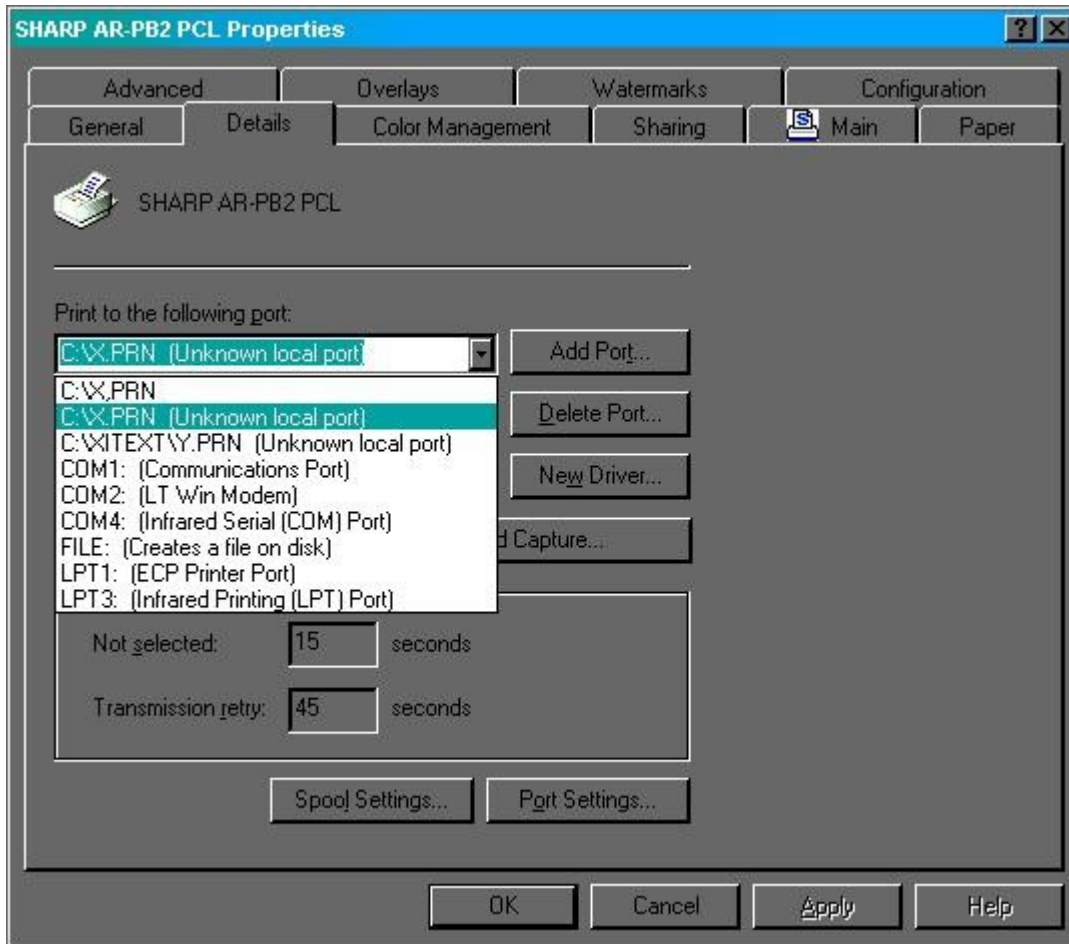 SHARP AR-PB2 PCL Properties
Advanced Overlays Watermarks Configuration
General Details Color Management Sharing Main Paper
SHARP AR-PB2 PCL
Print to the following port:
C:\X.PRN (Unknown local port) Add Port...
C:\X,PRN
C:\X.PRN (Unknown local port) Delete Port...
C:\XITEXT\Y.PRN (Unknown local port)
COM1: (Communications Port) New Driver...
COM2: (LT Win Modem)
COM4: (Infrared Serial (COM) Port)
FILE: (Creates a file on disk) d Capture...
LPT1: (ECP Printer Port)
LPT3: (Infrared Printing (LPT) Port)
Not selected: 15 seconds
Transmission retry: 45 seconds
Spool Settings... Port Settings...
OK Cancel Apply Help